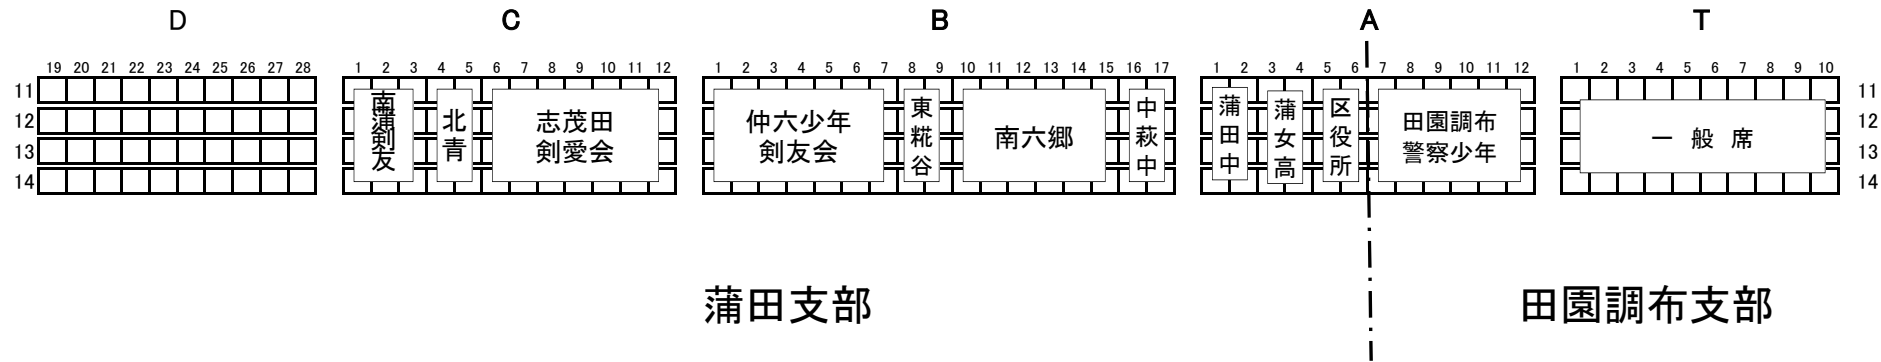 D C B A T
19 20 21 22 23 24 25 26 27 28 1 2 3 4 5 6 7 8 9 10 11 12 1 2 3 4 5 6 7 8 9 10 11 12 13 14 15 16 17 1 2 3 4 5 6 7 8 9 10 11 12 1 2 3 4 5 6 7 8 9 10
11
12
13
14
南蒲剣友
北青
志茂田
剣愛会
仲六少年
剣友会
東糀谷
南六郷
中萩中
蒲田中
蒲女高
区役所
田園調布
警察少年
一般席
11
12
13
14
蒲田支部
田園調布支部